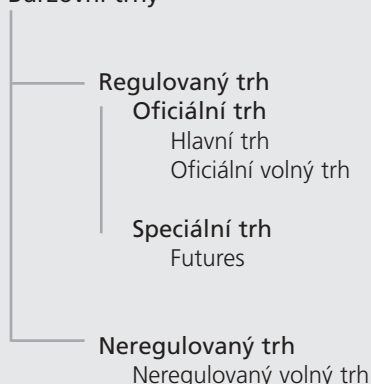 Burzovní trhy
Regulovaný trh
Oficiální trh
Hlavní trh
Oficiální volný trh
Speciální trh
Futures
Neregulovaný trh
Neregulovaný volný trh